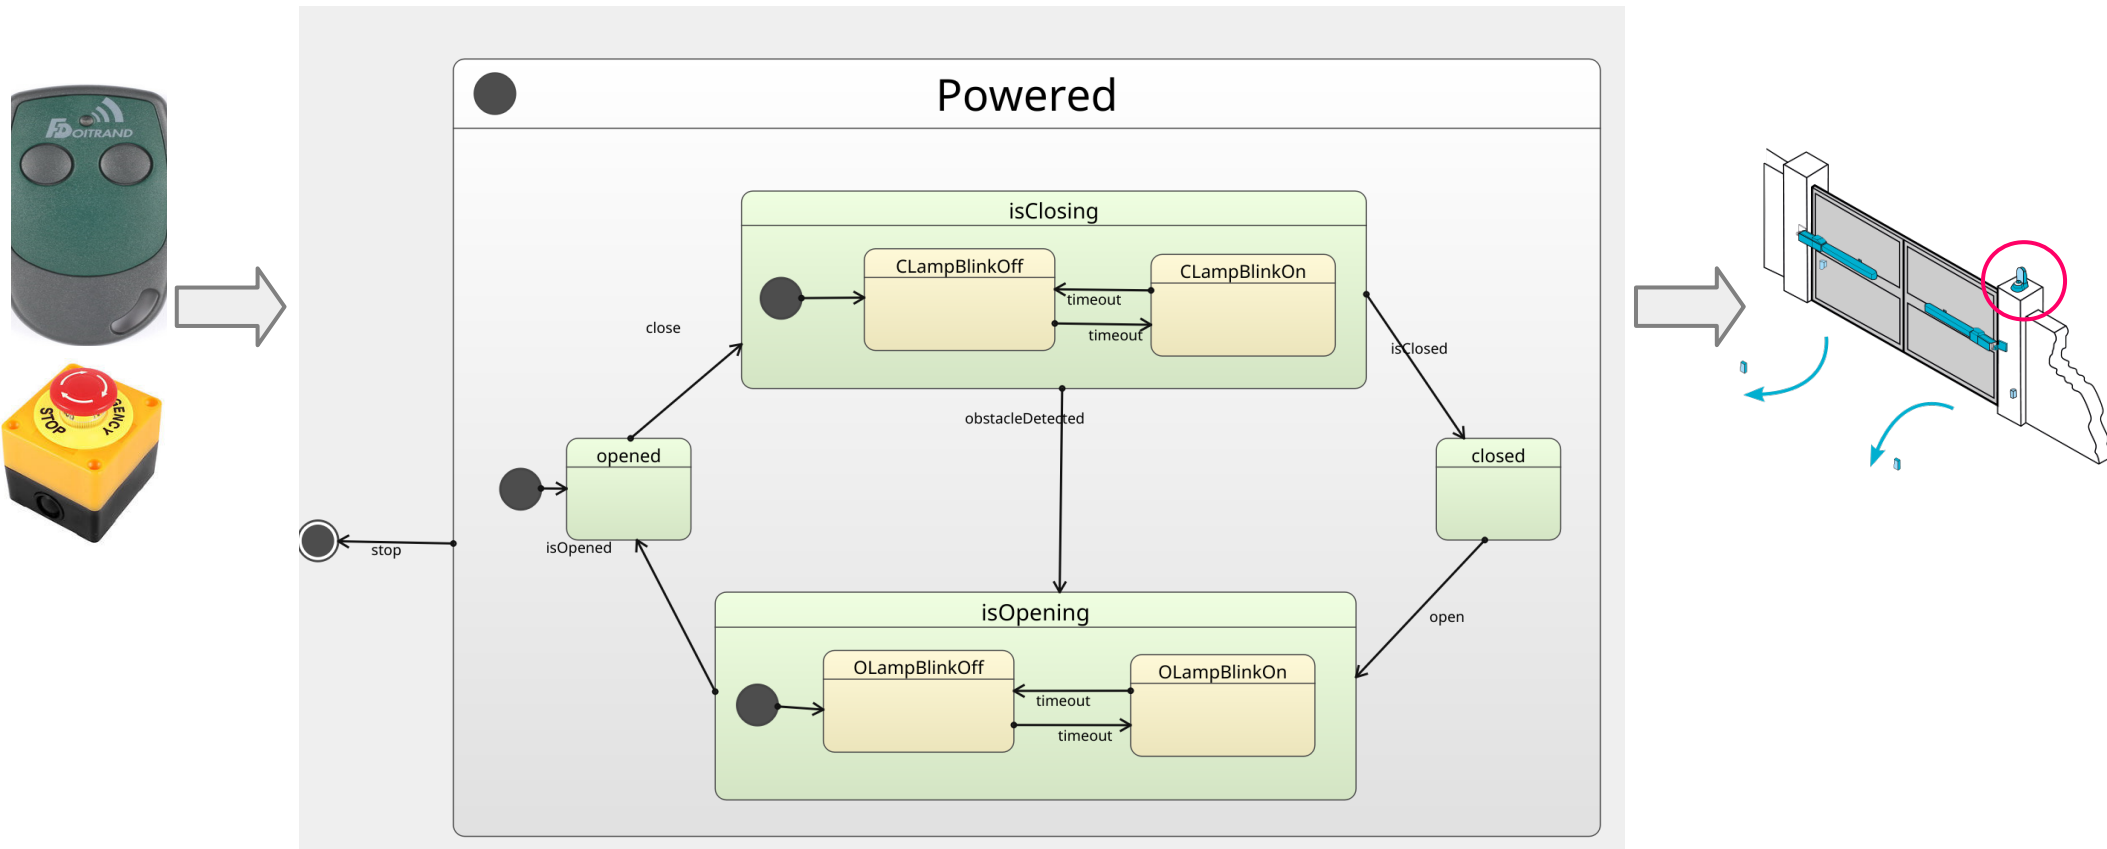 Powered
FDOITRAND
isClosing
CLampBlinkOff
CLampBlinkOn
timeout
timeout
close
isClosed
obstacleDetected
opened
closed
STOP
GENCY
isOpened
stop
isOpening
open
OLampBlinkOff
OLampBlinkOn
timeout
timeout